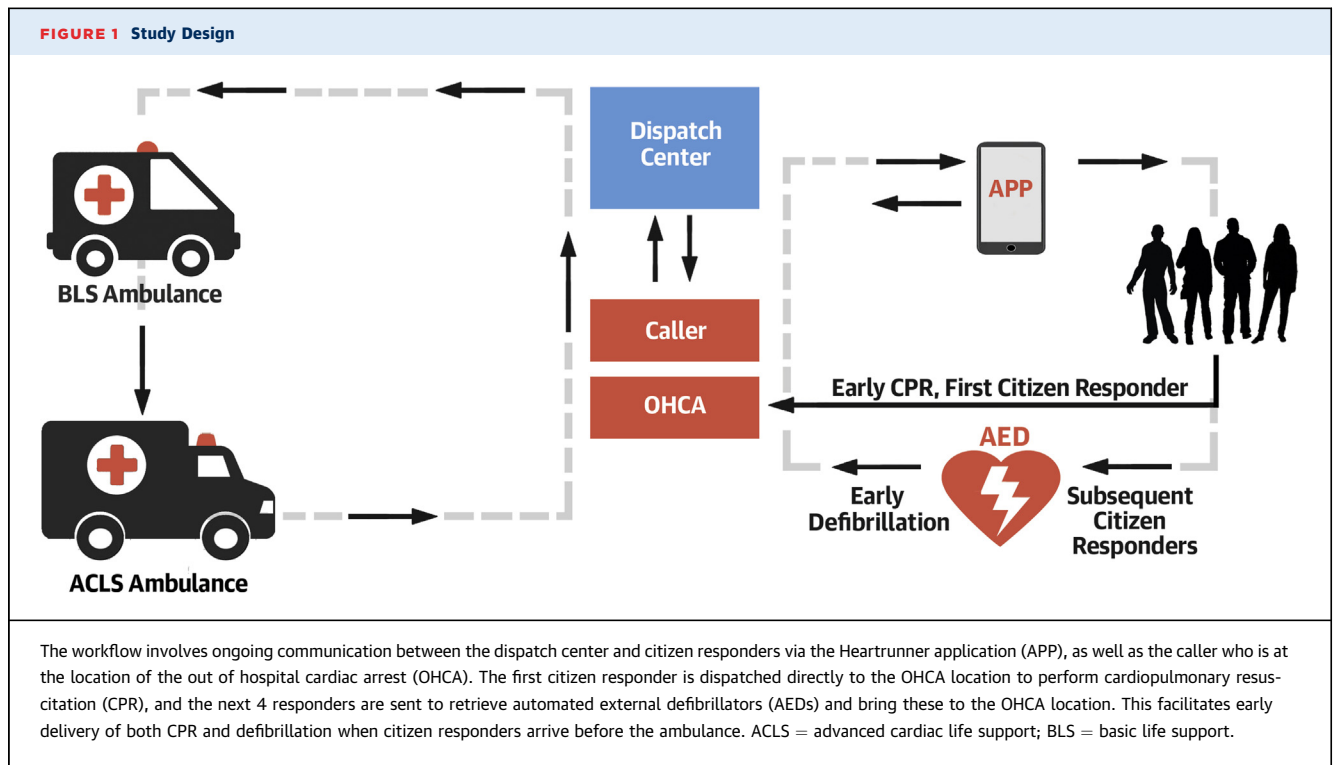 FIGURE 1 Study Design
Dispatch
Center
APP
BLS Ambulance
Caller
OHCA
Early CPR, First Citizen Responder
AED
Early
Defibrillation
Subsequent
Citizen
Responders
ACLS Ambulance
The workflow involves ongoing communication between the dispatch center and citizen responders via the Heartrunner application (APP), as well as the caller who is at
the location of the out of hospital cardiac arrest (OHCA). The first citizen responder is dispatched directly to the OHCA location to perform cardiopulmonary resus-
citation (CPR), and the next 4 responders are sent to retrieve automated external defibrillators (AEDs) and bring these to the OHCA location. This facilitates early
delivery of both CPR and defibrillation when citizen responders arrive before the ambulance. ACLS = advanced cardiac life support; BLS = basic life support.